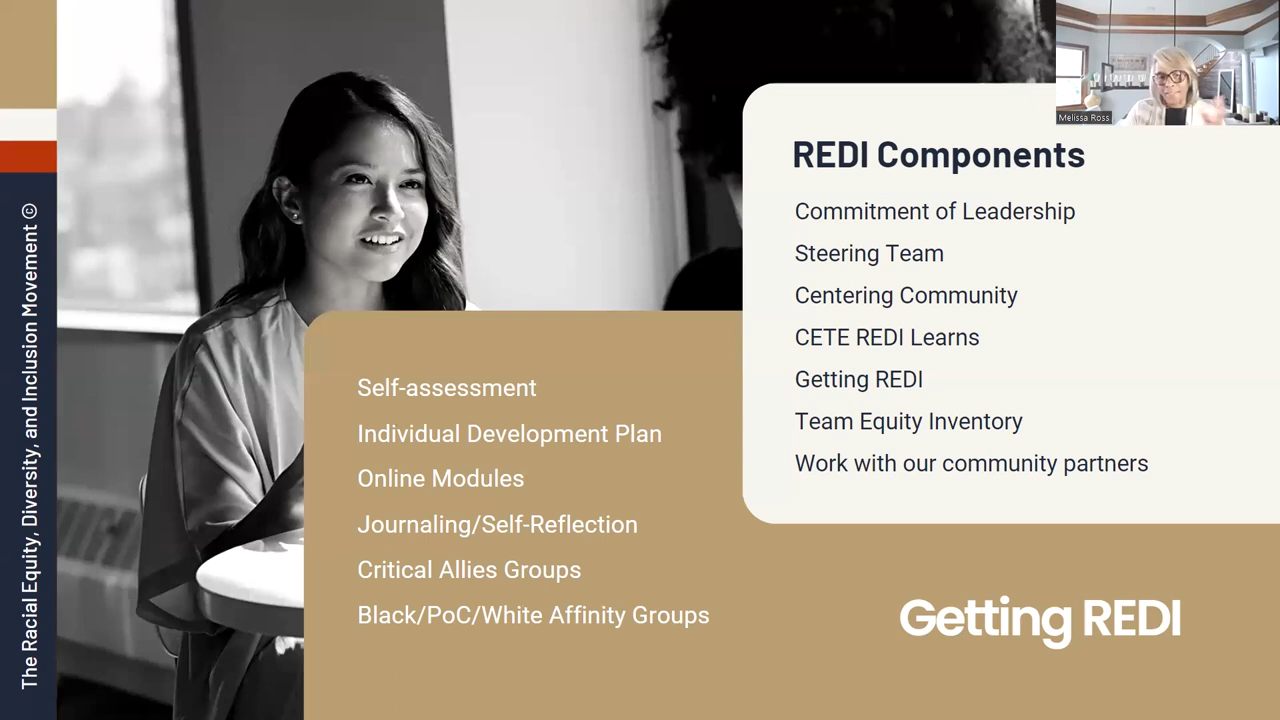 The Racial Equity, Diversity, and Inclusion Movement ©
Melissa Ross
REDI Components
Commitment of Leadership
Steering Team
Centering Community
CETE REDI Learns
Getting REDI
Team Equity Inventory
Work with our community partners
Self-assessment
Individual Development Plan
Online Modules
Journaling/Self-Reflection
Critical Allies Groups
Black/PoC/White Affinity Groups
Getting REDI